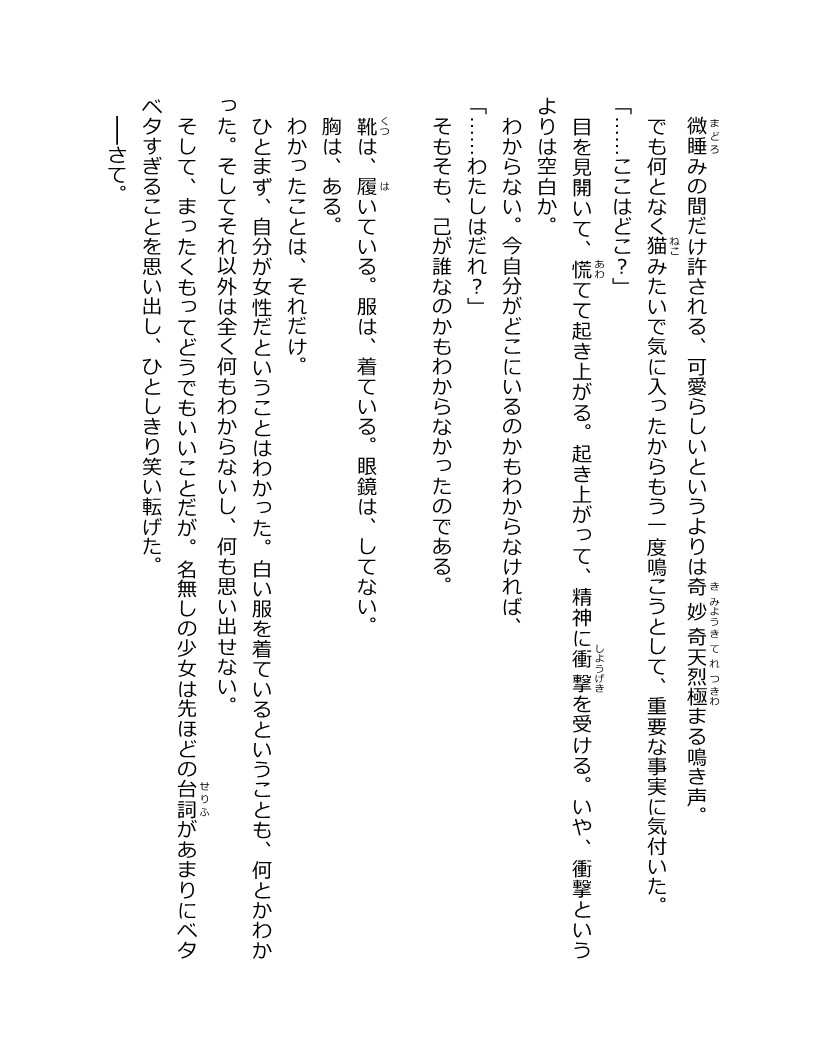 微睡みの間だけ許される、可愛らしいというよりは奇妙奇天烈極まる鳴き声。
でも何となく猫みたいで気に入ったからもう一度鳴こうとして、重要な事実に気付いた。
「……ここはどこ？」
目を見開いて、慌てて起き上がる。起き上がって、精神に衝撃を受ける。いや、衝撃という
よりは空白か。
わからない。今自分がどこにいるのかもわからなければ、
「……わたしはだれ？」
そもそも、己が誰なのかもわからなかったのである。
靴は、履いている。服は、着ている。眼鏡は、してない。
胸は、ある。
わかったことは、それだけ。
ひとまず、自分が女性だということはわかった。白い服を着ているということも、何とかわか
った。そしてそれ以外は全く何もわからないし、何も思い出せない。
そして、まったくもってどうでもいいことだが。名無しの少女は先ほどの台詞があまりにベタ
ベタすぎることを思い出し、ひとしきり笑い転げた。
――さて。